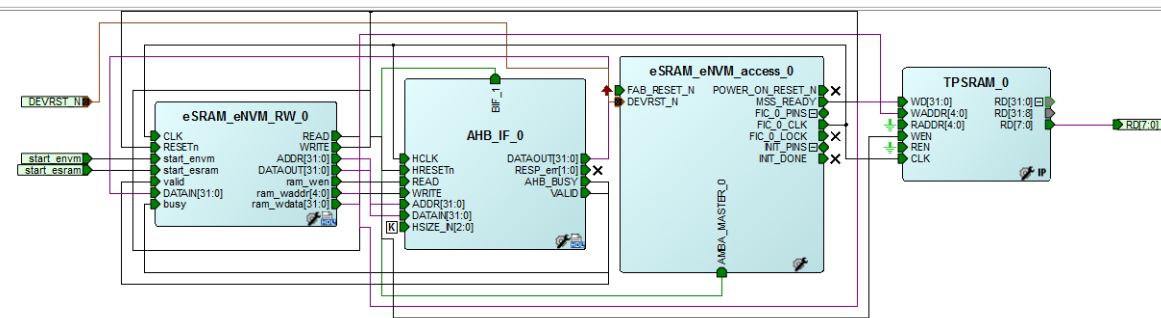 DEVRST_N
start_envm
start_esram
eSRAM_eNVM_RW_0
CLK
RESETn
start_envm
start_esram
valid
DATAIN[31:0]
busy
READ
WRITE
ADDR[31:0]
DATAOUT[31:0]
ram_wen
ram_waddr[4:0]
ram_wdata[31:0]
BIF_1
AHB_IF_0
HCLK
HRESETn
READ
WRITE
ADDR[31:0]
DATAIN[31:0]
K HSIZE_IN[2:0]
DATAOUT[31:0]
RESP_err[1:0]
AHB_BUSY
VALID
eSRAM_eNVM_access_0
FAB_RESET_N
DEVRST_N
POWER_ON_RESET_N
MSS_READY
FIC_0_PINS
FIC_0_CLK
FIC_0_LOCK
INIT_PINS
INIT_DONE
AMBA_MASTER_0
TPSRAM_0
WD[31:0]
WADDR[4:0]
RADDR[4:0]
WEN
REN
CLK
RD[31:0]
RD[31:8]
RD[7:0]
IP
RD[7:0]